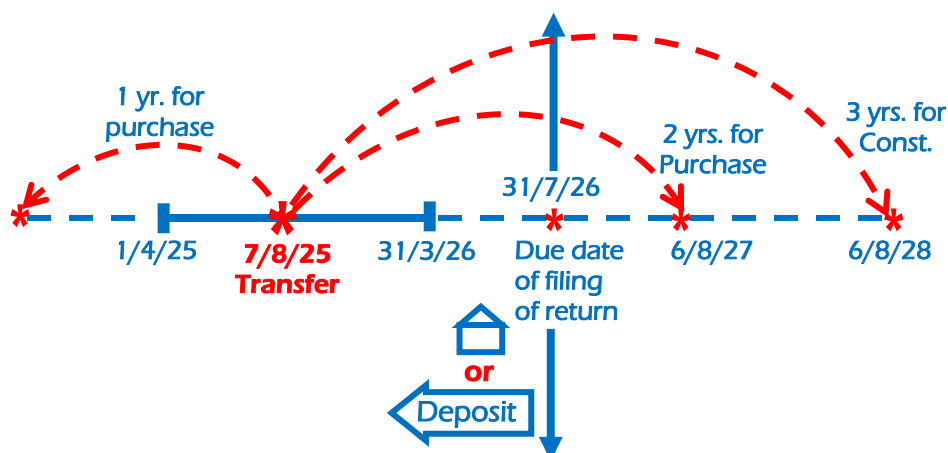 1 yr. for
purchase
2 yrs. for
Purchase
3 yrs. for
Const.
31/7/26
1/4/25
7/8/25
Transfer
31/3/26
Due date
of filing
of return
6/8/27
6/8/28
or
Deposit